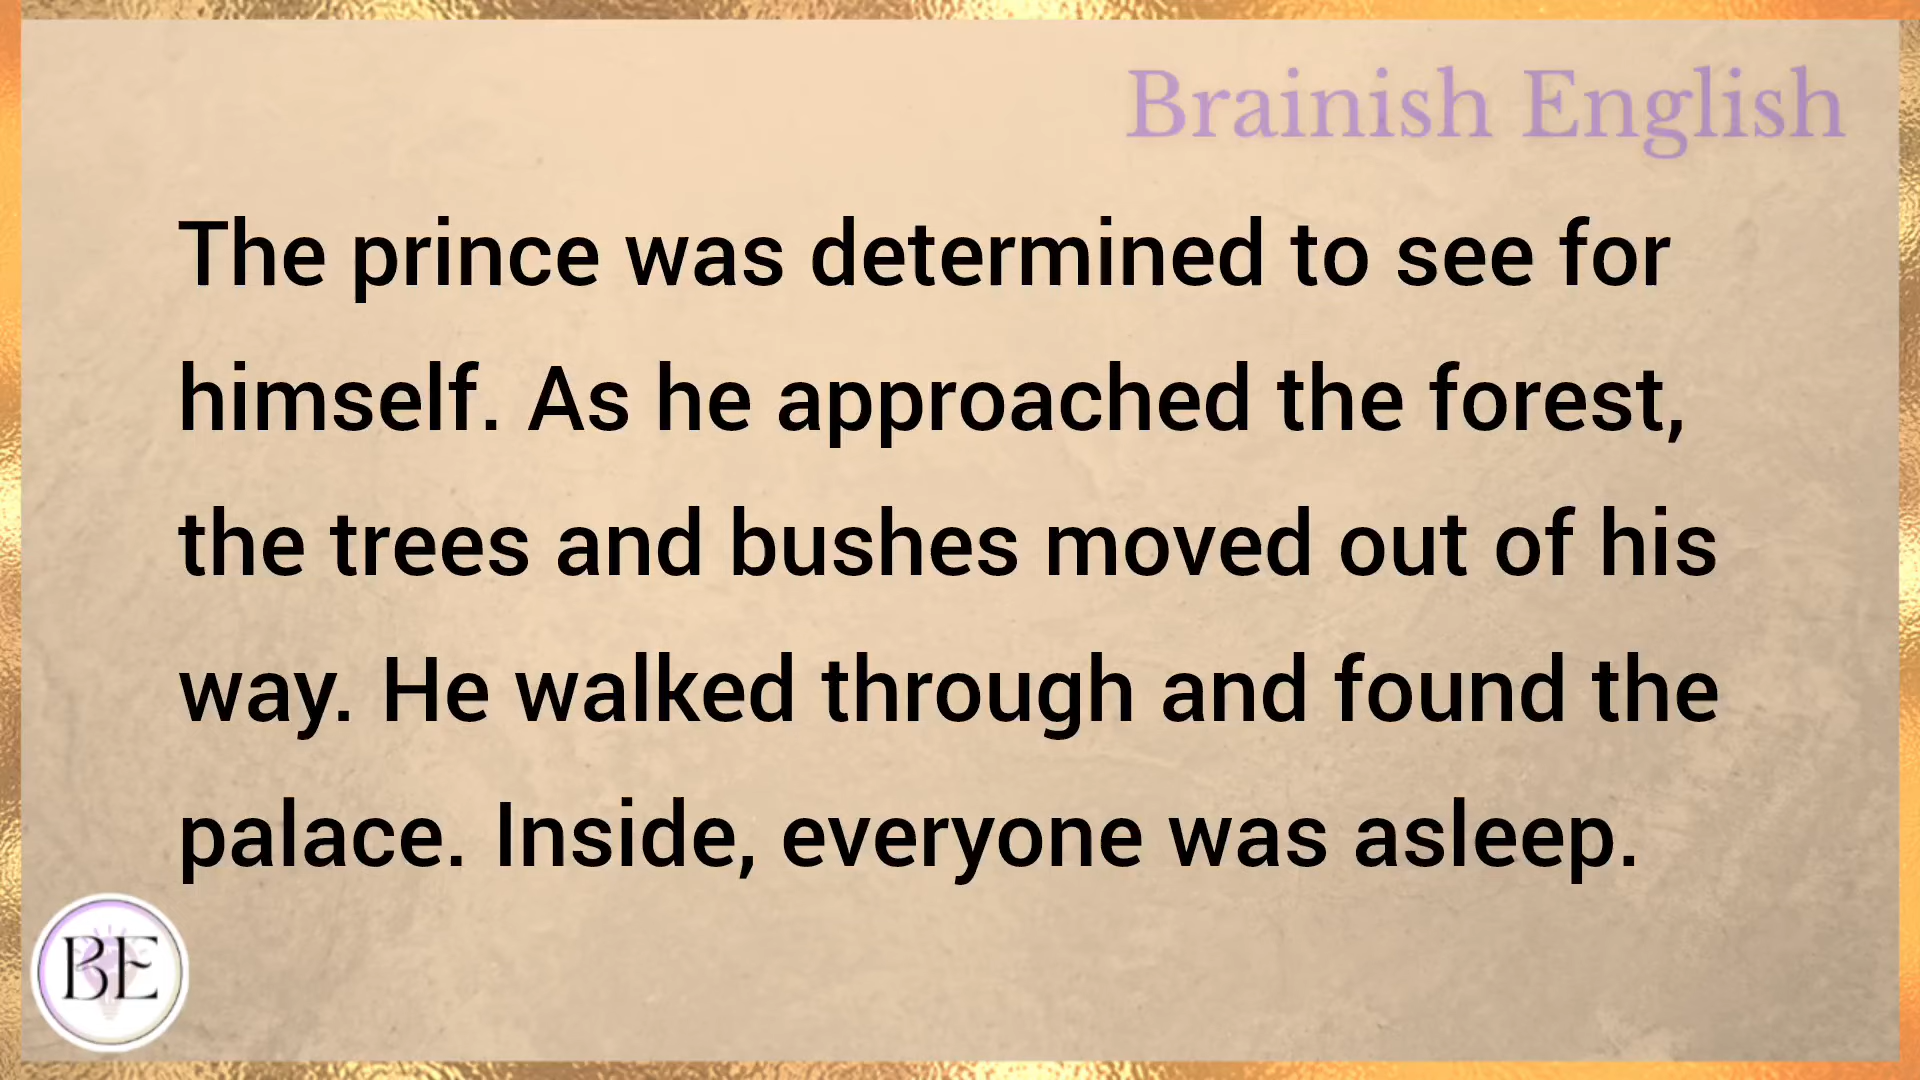 Brainish English
The prince was determined to see for
himself. As he approached the forest,
the trees and bushes moved out of his
way. He walked through and found the
palace. Inside, everyone was asleep.
BE